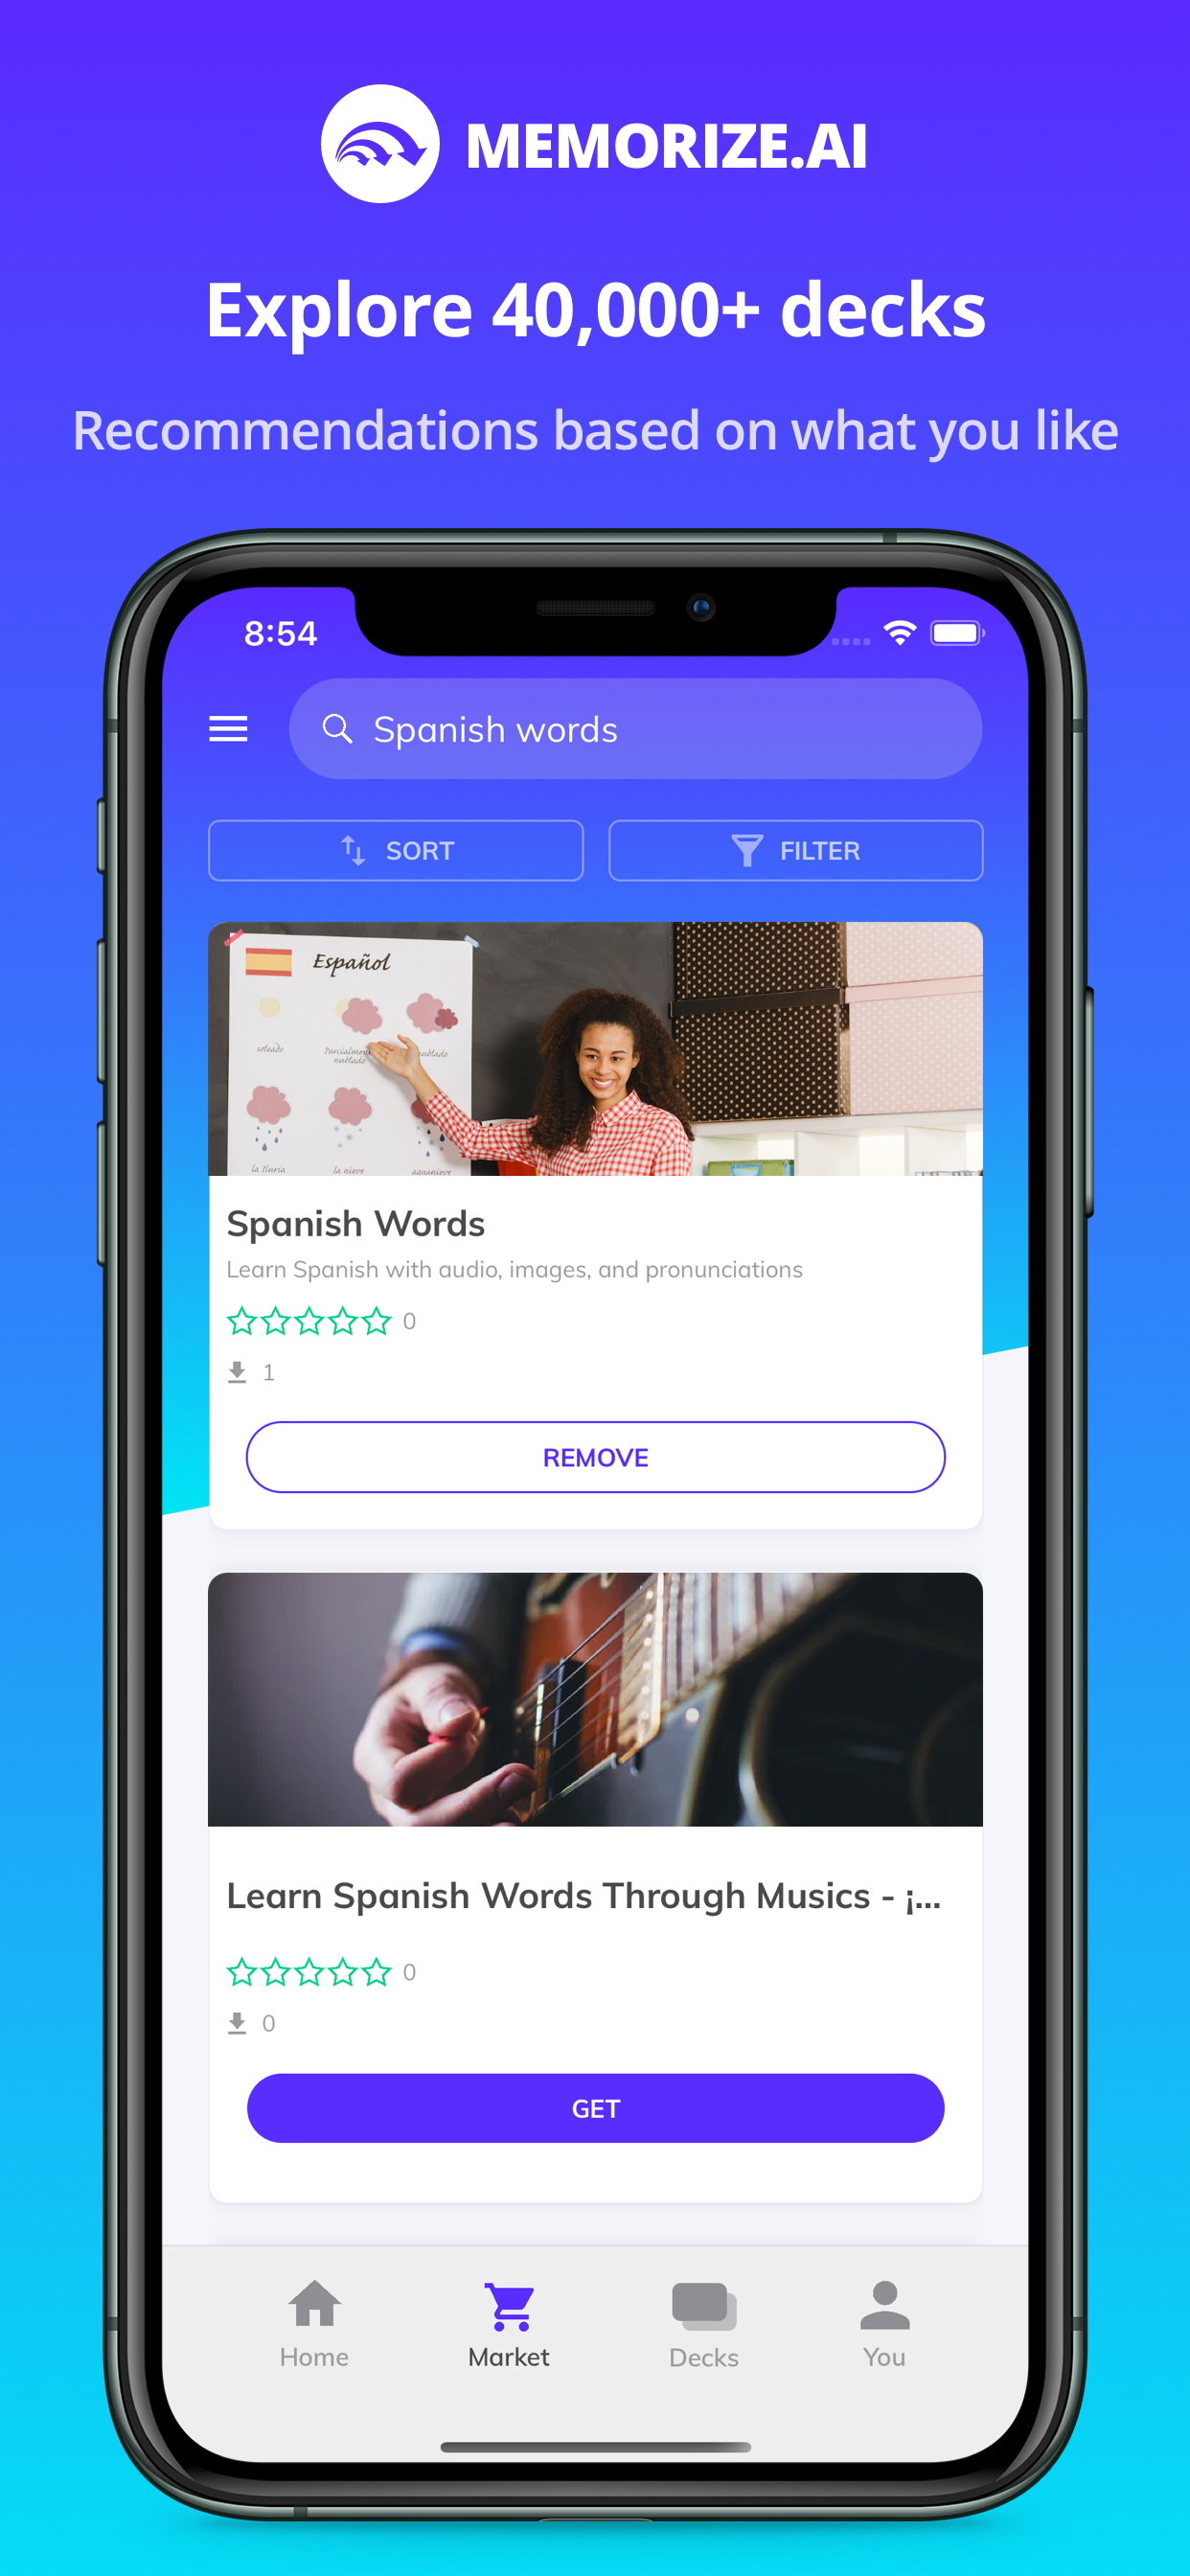 MEMORIZE.AI
Explore 40,000+ decks
Recommendations based on what you like
8:54
Spanish words
SORT
FILTER
Español
soleado
Parcialmente
nublado
nublado
la lluvia
la nieve
aguanieve
Spanish Words
Learn Spanish with audio, images, and pronunciations
0
1
REMOVE
Learn Spanish Words Through Musics - ¡...
0
0
GET
Home
Market
Decks
You